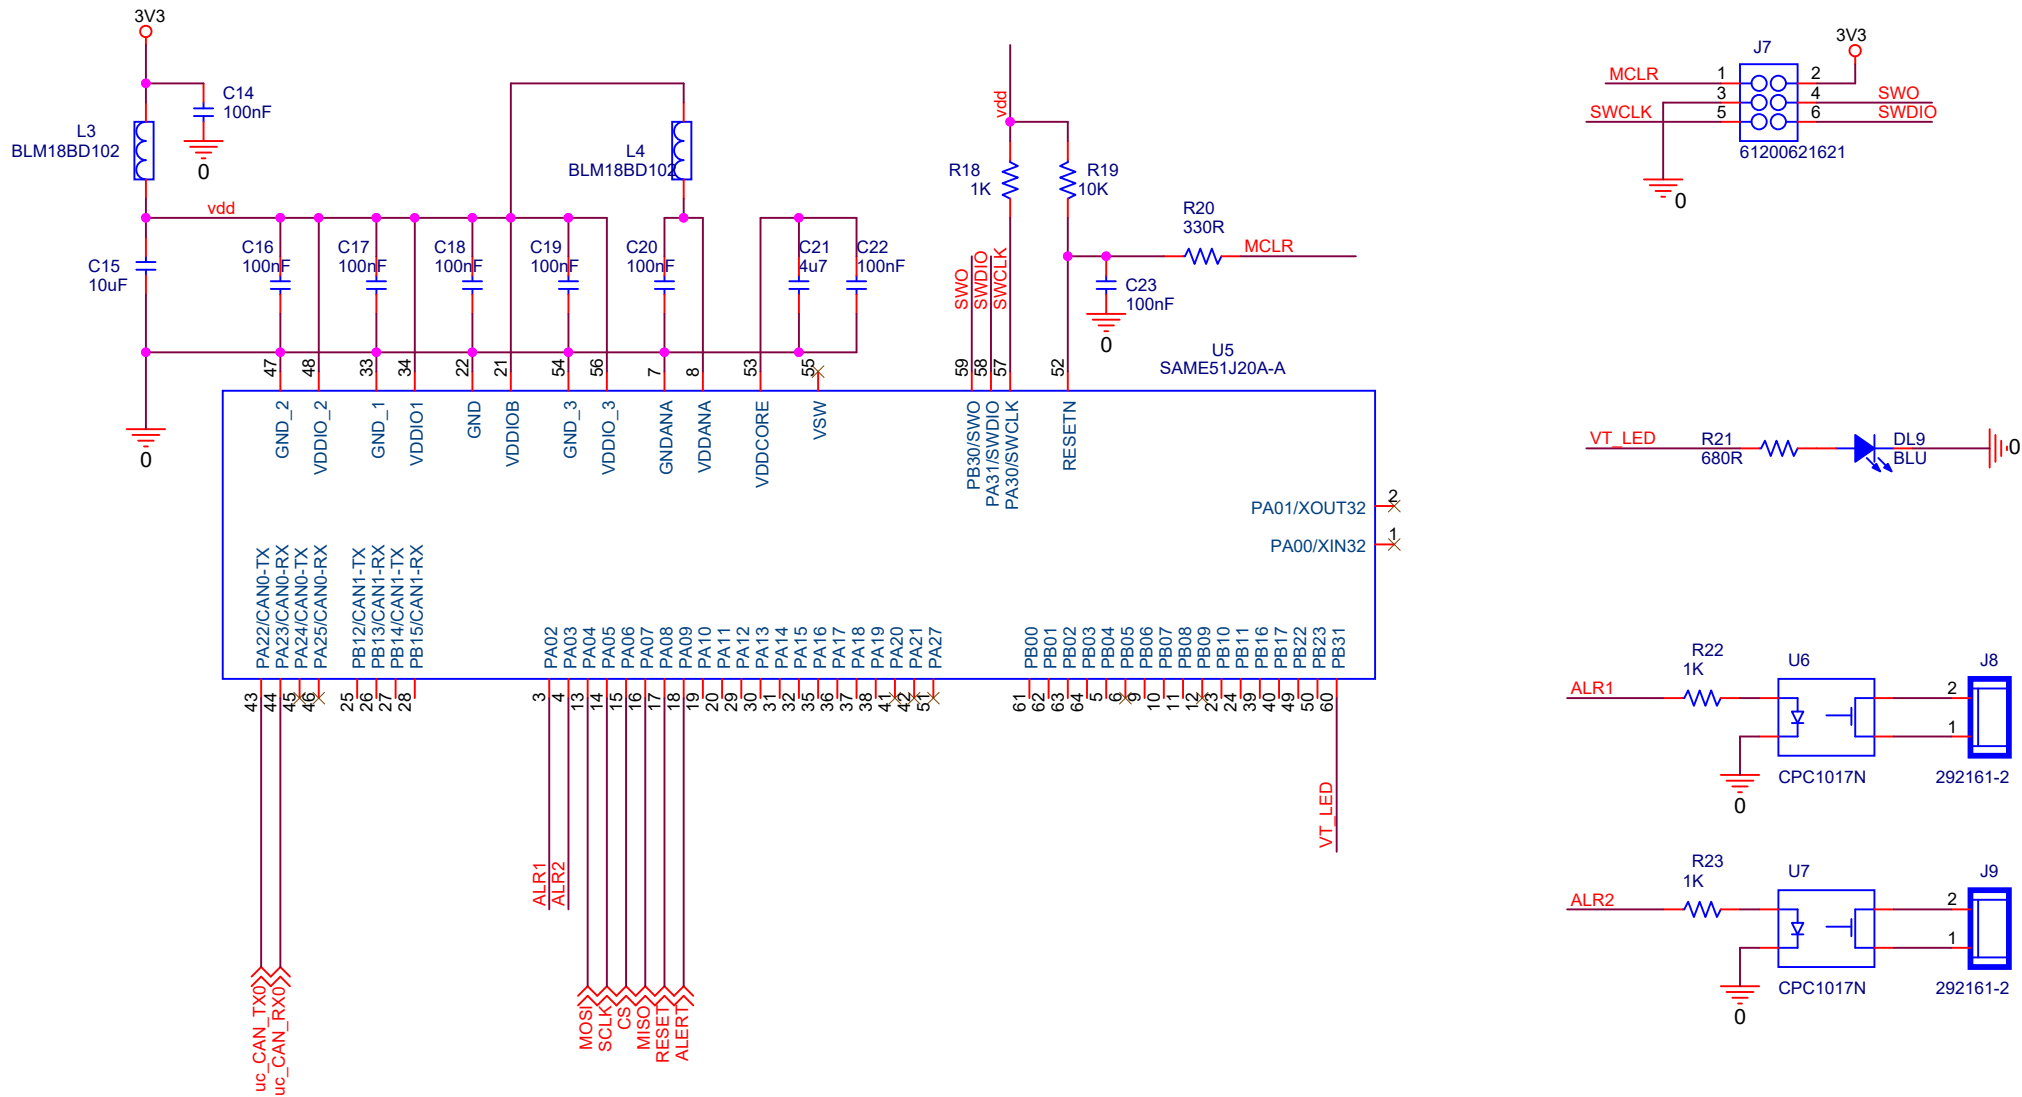 3V3
C14
100nF
L3
BLM18BD102
0
vdd
C15
10uF
0
C16
100nF
C17
100nF
C18
100nF
C19
100nF
L4
BLM18BD102
C20
100nF
C21
4u7
C22
100nF
vdd
R18
1K
R19
10K
R20
330R
MCLR
C23
100nF
0
SWO
SWDIO
SWCLK
U5
SAME51J20A-A
47
48
33
34
22
21
54
56
7
8
53
55
59
58
57
52
GND_2
VDDIO_2
GND_1
VDDIO1
GND
VDDIOB
GND_3
VDDIO_3
GNDANA
VDDANA
VDDCORE
VSW
PB30/SWO
PA31/SWDIO
PA30/SWCLK
RESETN
PA01/XOUT32
2
PA00/XIN32
1
PA22/CAN0-TX
PA23/CAN0-RX
PA24/CAN0-TX
PA25/CAN0-RX
PB12/CAN1-TX
PB13/CAN1-RX
PB14/CAN1-TX
PB15/CAN1-RX
PA02
PA03
PA04
PA05
PA06
PA07
PA08
PA09
PA10
PA11
PA12
PA13
PA14
PA15
PA16
PA17
PA18
PA19
PA20
PA21
PA27
PB00
PB01
PB02
PB03
PB04
PB05
PB06
PB07
PB08
PB09
PB10
PB11
PB16
PB17
PB22
PB23
PB31
43
44
45
46
25
26
27
28
3
4
13
14
15
16
17
18
19
20
29
30
31
32
35
36
37
38
41
42
51
61
62
63
64
5
6
9
10
11
12
23
24
39
40
49
50
60
uc_CAN_TX0
uc_CAN_RX0
ALR1
ALR2
MOSI
SCLK
CS
MISO
RESET
ALERT
VT_LED
J7
3V3
MCLR
1
2
3
4
SWO
SWCLK
5
6
SWDIO
61200621621
0
VT_LED
R21
680R
DL9
BLU
0
ALR1
R22
1K
U6
J8
2
1
CPC1017N
292161-2
0
ALR2
R23
1K
U7
J9
2
1
CPC1017N
292161-2
0